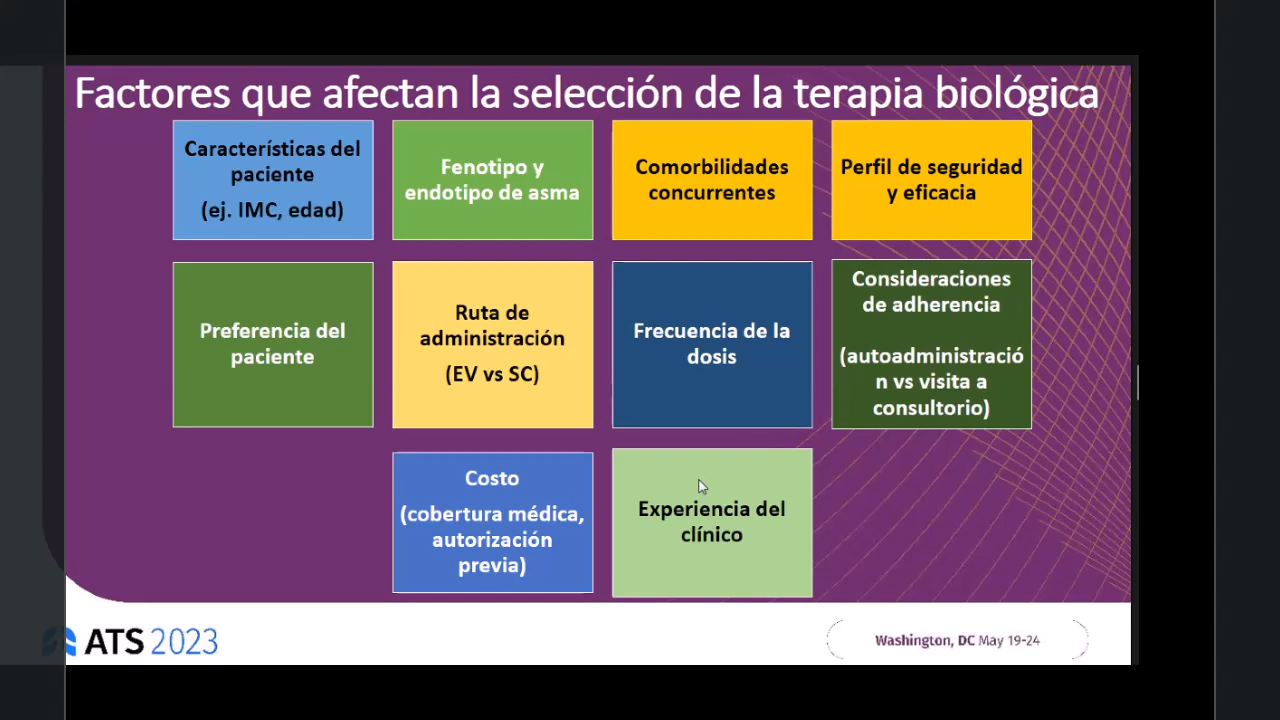 Factores que afectan la selección de la terapia biológica
Características del
paciente
(ej. IMC, edad)
Fenotipo y
endotipo de asma
Comorbilidades
concurrentes
Perfil de seguridad
y eficacia
Preferencia del
paciente
Ruta de
administración
(EV vs SC)
Frecuencia de la
dosis
Consideraciones
de adherencia
(autoadministració
n vs visita a
consultorio)
Costo
(cobertura médica,
autorización
previa)
Experiencia del
clínico
ATS 2023
Washington, DC May 19-24